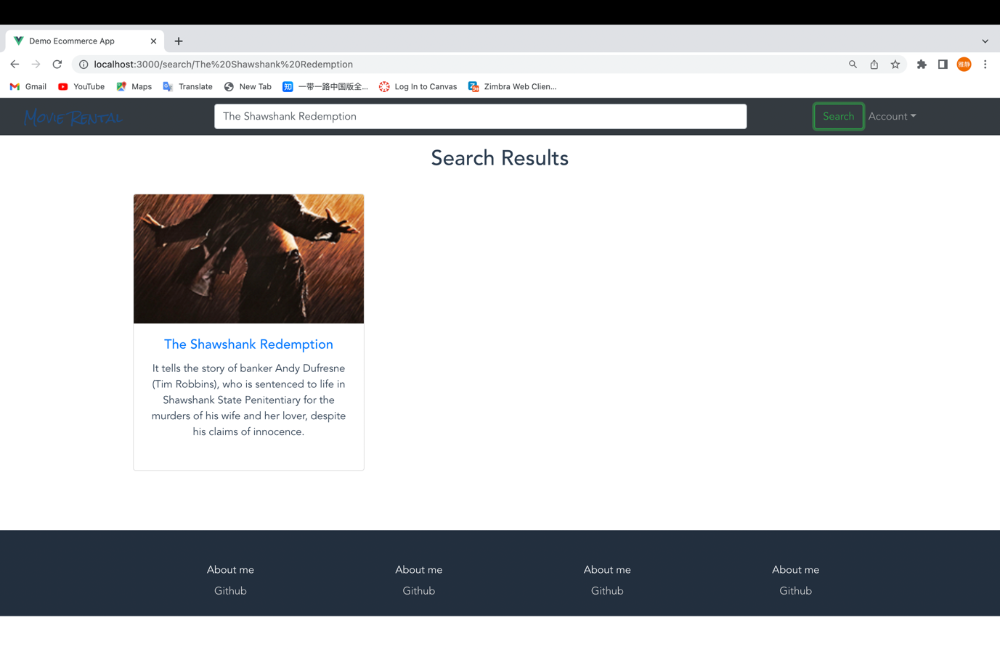 Demo Ecommerce App
localhost:3000/search/The%20Shawshank%20Redemption
雅静
Gmail YouTube Maps Translate New Tab 知 一带一路中国版全... Log In to Canvas Zimbra Web Clien...
Movie Rental The Shawshank Redemption Search Account
Search Results
The Shawshank Redemption
It tells the story of banker Andy Dufresne
(Tim Robbins), who is sentenced to life in
Shawshank State Penitentiary for the
murders of his wife and her lover, despite
his claims of innocence.
About me About me About me About me
Github Github Github Github